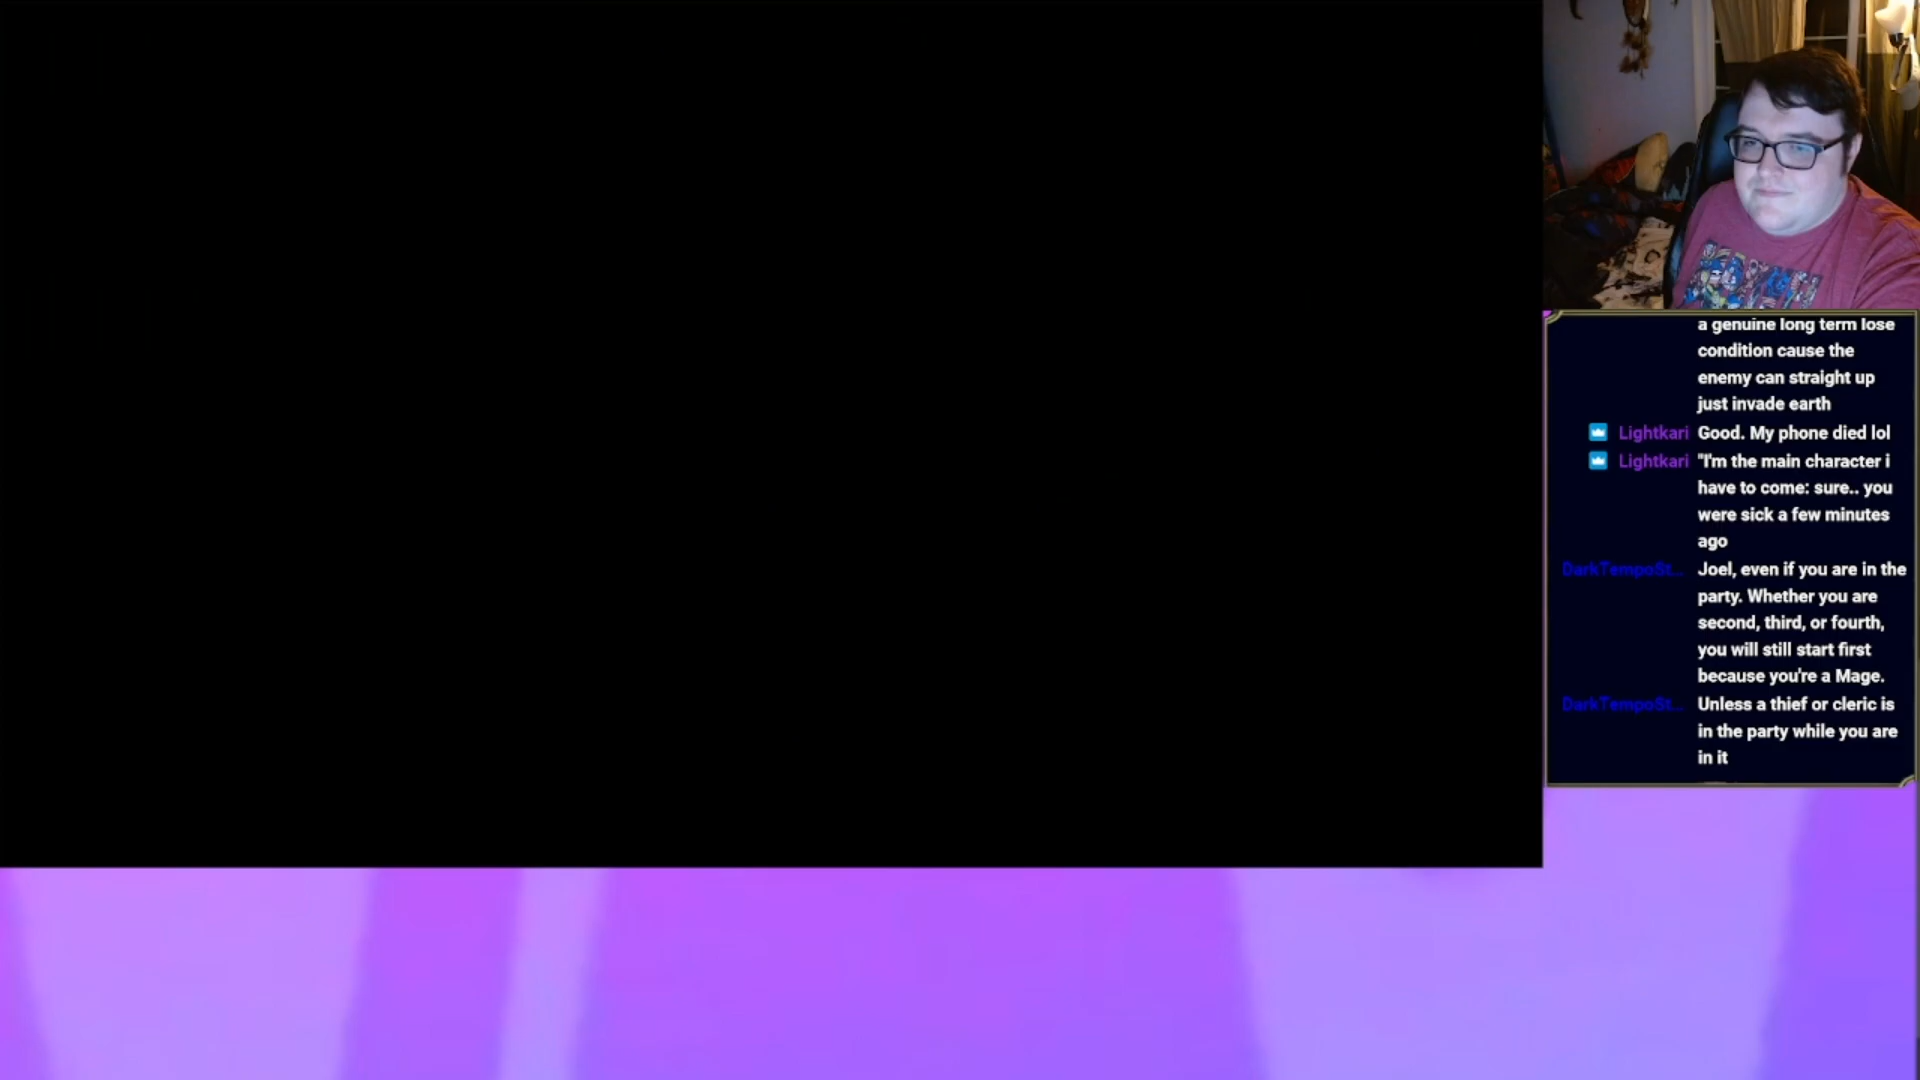 a genuine long term lose
condition cause the
enemy can straight up
just invade earth
Lightkari Good. My phone died lol
Lightkari "I'm the main character i
have to come: sure.. you
were sick a few minutes
ago
DarkTempoSt... Joel, even if you are in the
party. Whether you are
second, third, or fourth,
you will still start first
because you're a Mage.
DarkTempoSt... Unless a thief or cleric is
in the party while you are
in it